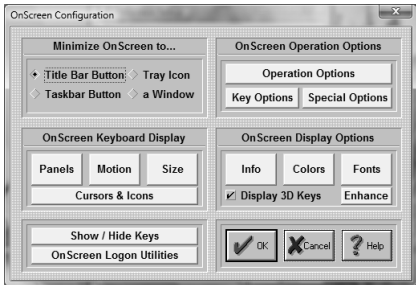 OnScreen Configuration
Minimize OnScreen to...
Title Bar Button
Tray Icon
Taskbar Button
a Window
OnScreen Operation Options
Operation Options
Key Options
Special Options
OnScreen Keyboard Display
Panels
Motion
Size
Cursors & Icons
OnScreen Display Options
Info
Colors
Fonts
Display 3D Keys
Enhance
Show / Hide Keys
OnScreen Logon Utilities
OK
Cancel
Help